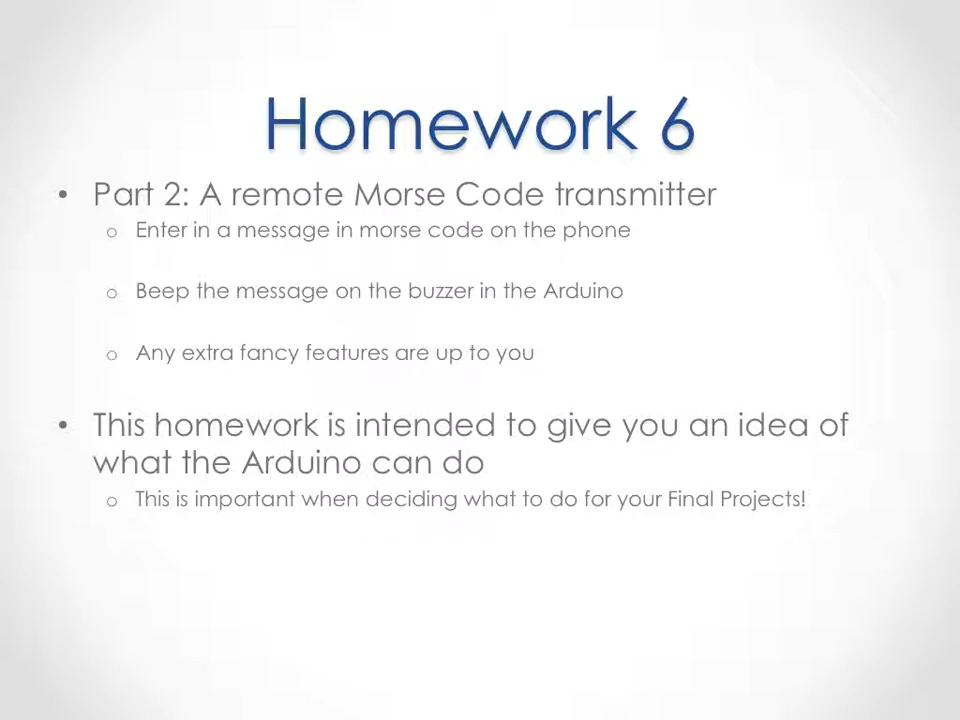 Homework 6
• Part 2: A remote Morse Code transmitter
o Enter in a message in morse code on the phone
o Beep the message on the buzzer in the Arduino
o Any extra fancy features are up to you
• This homework is intended to give you an idea of
what the Arduino can do
o This is important when deciding what to do for your Final Projects!